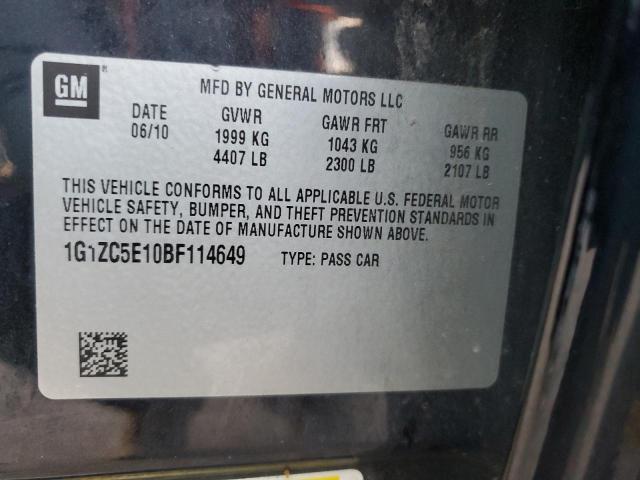 GM
MFD BY GENERAL MOTORS LLC
DATE GVWR GAWR FRT GAWR RR
06/10 1999 KG 1043 KG 956 KG
4407 LB 2300 LB 2107 LB
THIS VEHICLE CONFORMS TO ALL APPLICABLE U.S. FEDERAL MOTOR
VEHICLE SAFETY, BUMPER, AND THEFT PREVENTION STANDARDS IN
EFFECT ON THE DATE OF MANUFACTURE SHOWN ABOVE.
1G1ZC5E10BF114649 TYPE: PASS CAR